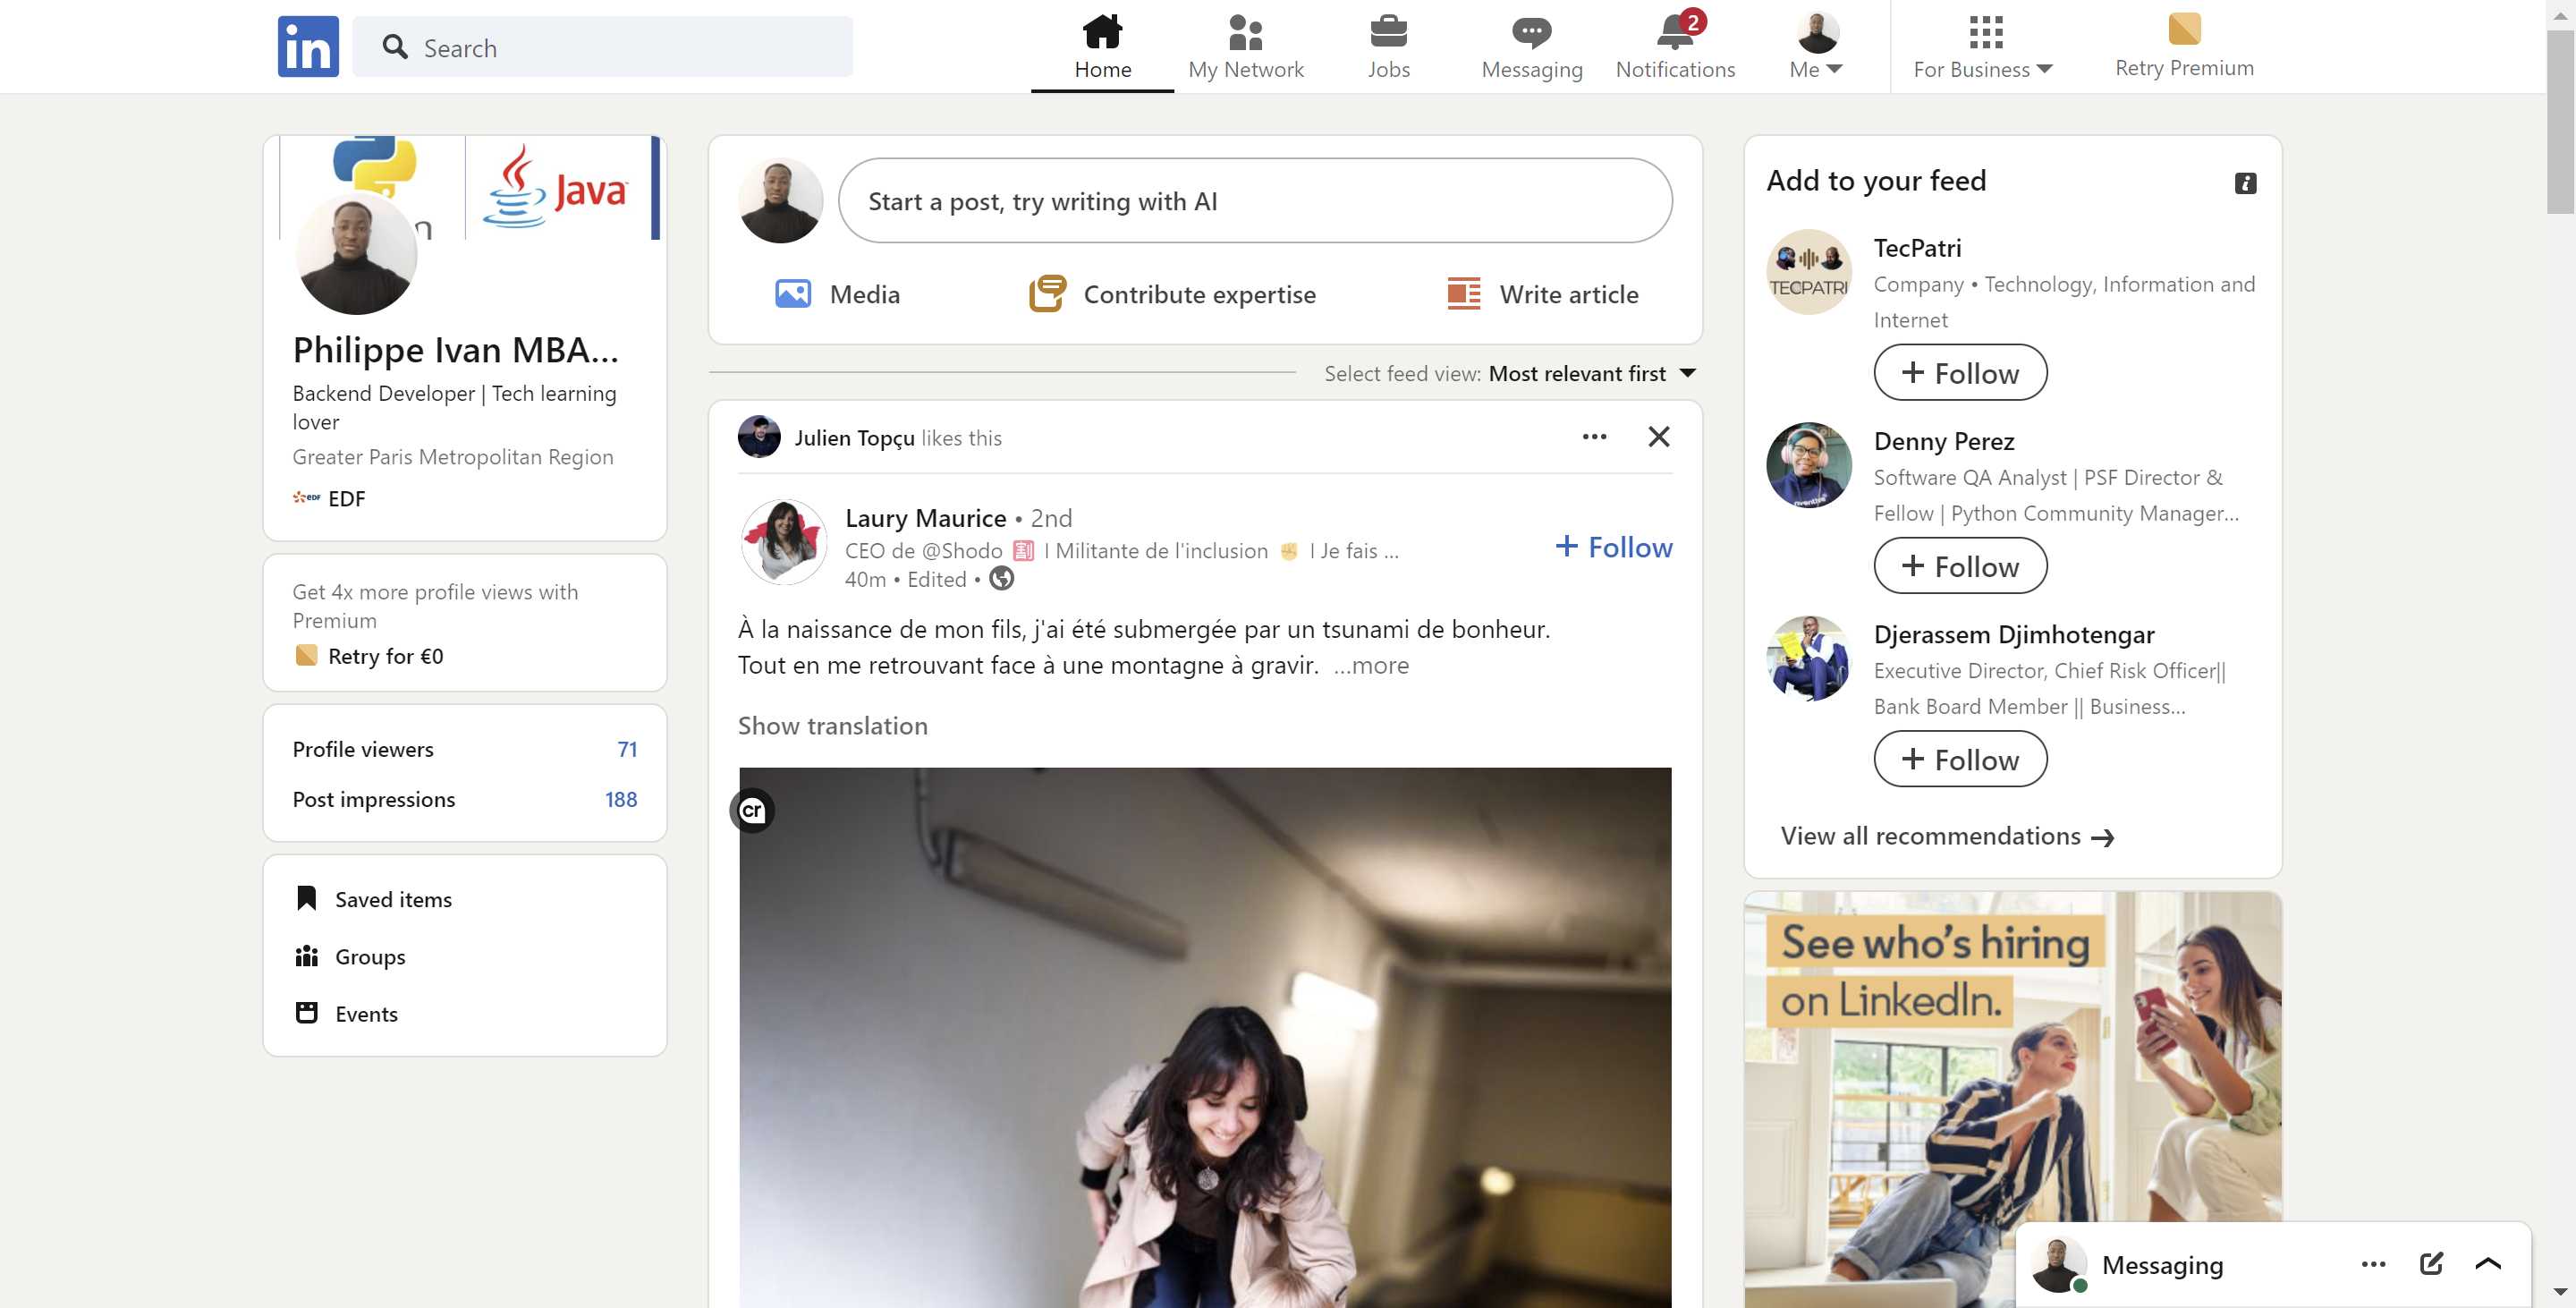 in
Search
Home
My Network
Jobs
Messaging
2
Notifications
Me
For Business
Retry Premium
Java
n
Philippe Ivan MBA...
Backend Developer | Tech learning
lover
Greater Paris Metropolitan Region
EDF
Get 4x more profile views with
Premium
Retry for €0
Profile viewers 71
Post impressions 188
Saved items
Groups
Events
Start a post, try writing with AI
Media
Contribute expertise
Write article
Select feed view: Most relevant first
Julien Topçu likes this
Laury Maurice • 2nd
CEO de @Shodo I Militante de l'inclusion ✊ I Je fais ...
40m • Edited •
+ Follow
À la naissance de mon fils, j'ai été submergée par un tsunami de bonheur.
Tout en me retrouvant face à une montagne à gravir. ...more
Show translation
cr
Add to your feed
TECPATRI
TecPatri
Company • Technology, Information and
Internet
+ Follow
Denny Perez
Software QA Analyst | PSF Director &
Fellow | Python Community Manager...
+ Follow
Djerassem Djimhotengar
Executive Director, Chief Risk Officer||
Bank Board Member || Business...
+ Follow
View all recommendations →
See who's hiring
on LinkedIn.
Messaging